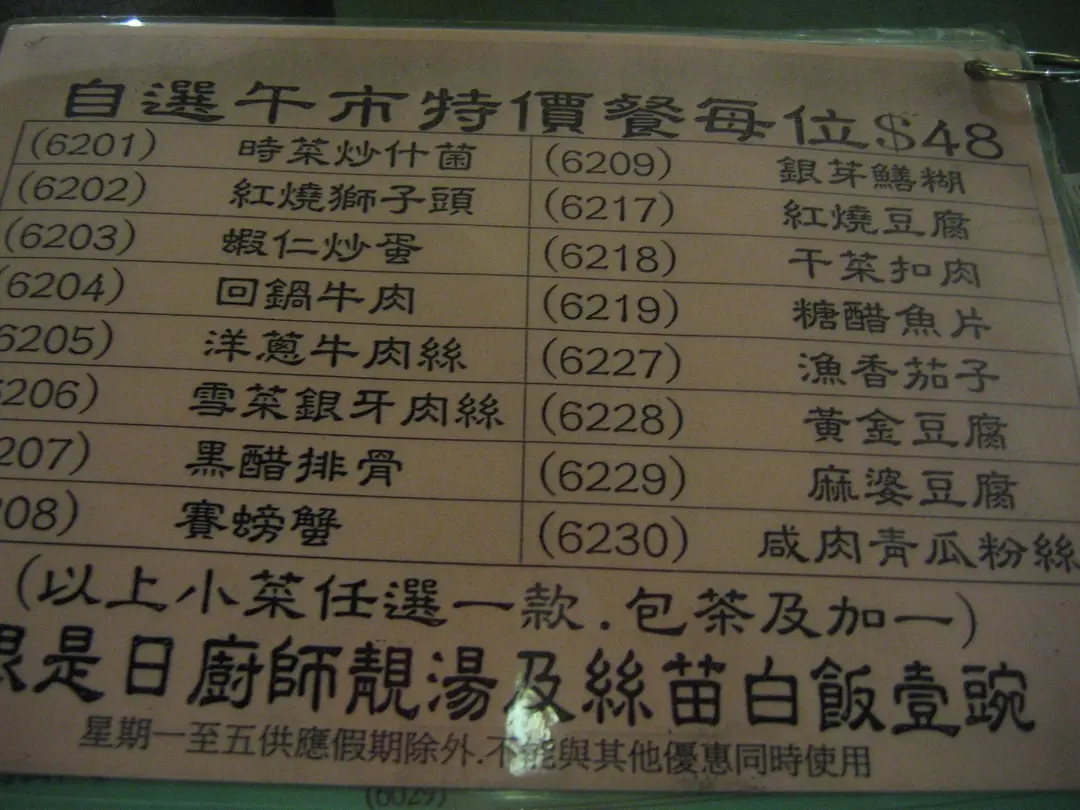 自選午市特價餐每位$48
(6201) 時菜炒什菌
(6202) 紅燒獅子頭
(6203) 蝦仁炒蛋
(6204) 回鍋牛肉
6205) 洋蔥牛肉絲
6206) 雪菜銀牙肉絲
207) 黑醋排骨
08) 賽螃蟹
(6209) 銀芽鱔糊
(6217) 紅燒豆腐
(6218) 干菜扣肉
(6219) 糖醋魚片
(6227) 漁香茄子
(6228) 黃金豆腐
(6229) 麻婆豆腐
(6230) 咸肉青瓜粉絲
(以上小菜任選一款.包茶及加一)
跟是日廚師靚湯及絲苗白飯壹豌
星期一至五供應假期除外.不能與其他優惠同時使用
(6029)